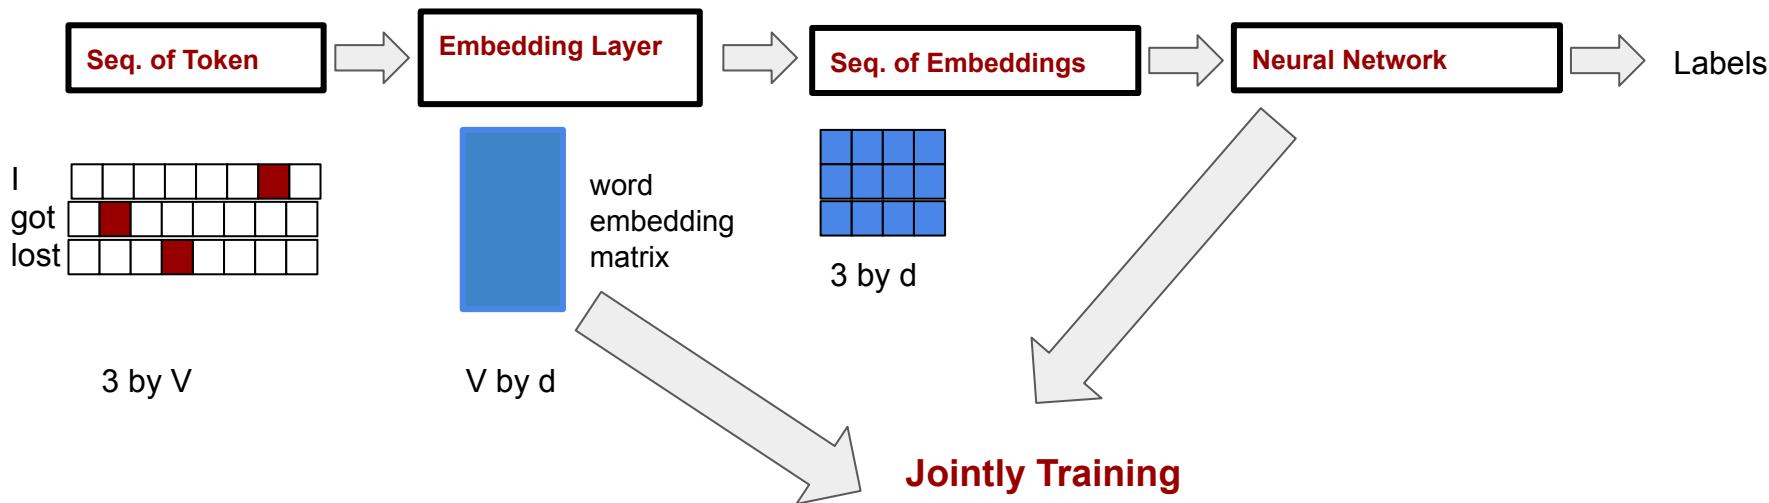 Seq. of Token
Embedding Layer
Seq. of Embeddings
Neural Network
Labels
I
got
lost
word
embedding
matrix
3 by d
3 by V
V by d
Jointly Training